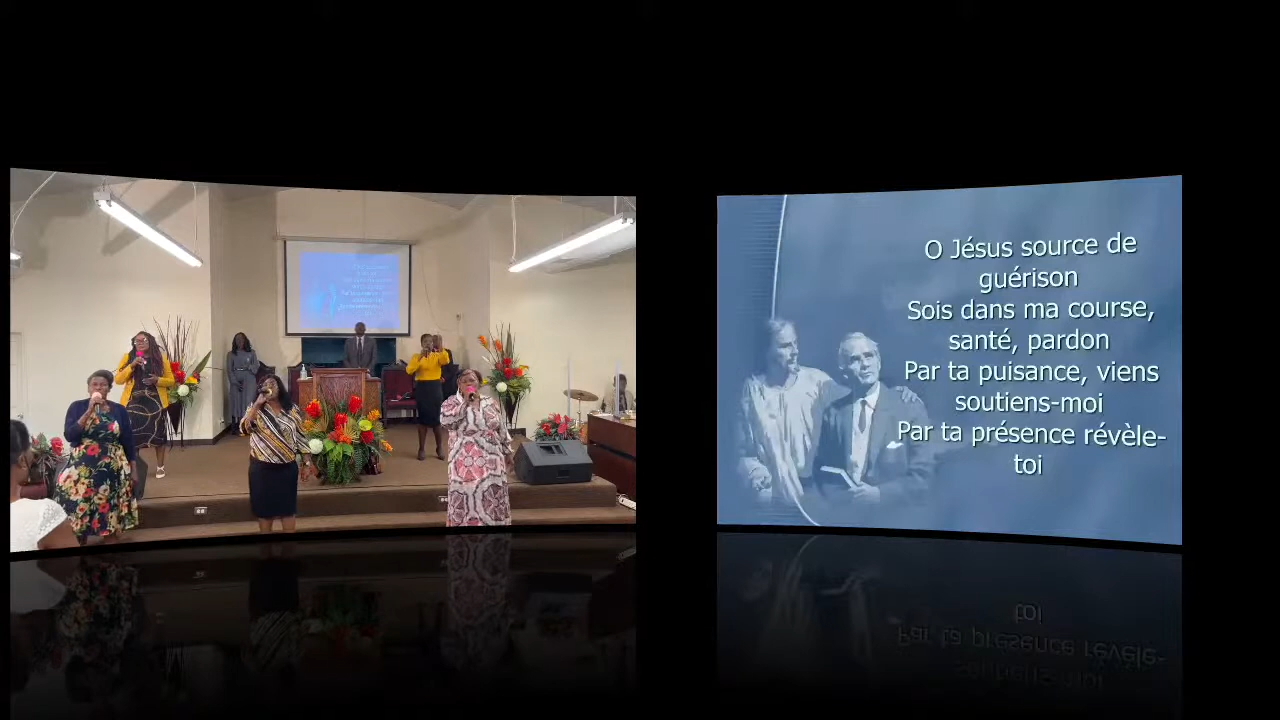 O Jésus source de
guérison
Sois dans ma course,
santé, pardon
Par ta puisance, viens
soutiens-moi
Par ta présence révèle-
toi